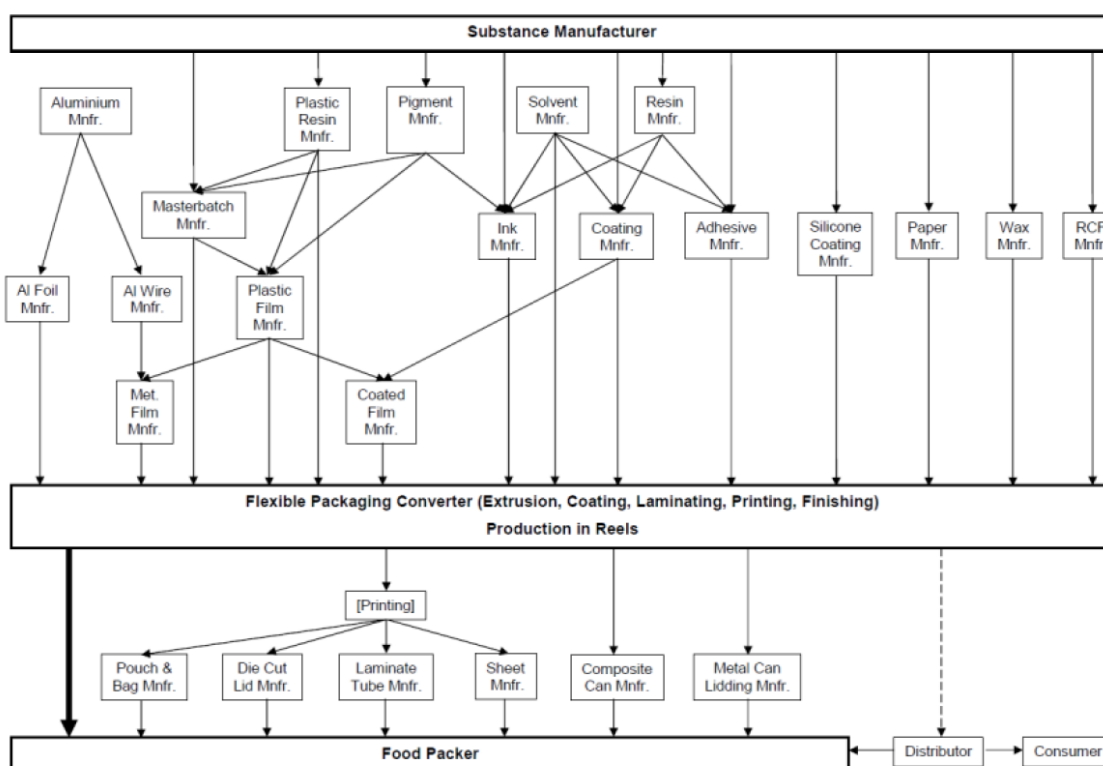 Substance Manufacturer
Aluminium
Mnfr.
Plastic
Resin
Mnfr.
Pigment
Mnfr.
Solvent
Mnfr.
Resin
Mnfr.
Masterbatch
Mnfr.
Ink
Mnfr.
Coating
Mnfr.
Adhesive
Mnfr.
Silicone
Coating
Mnfr.
Paper
Mnfr.
Wax
Mnfr.
RCF
Mnfr.
Al Foil
Mnfr.
Al Wire
Mnfr.
Plastic
Film
Mnfr.
Met.
Film
Mnfr.
Coated
Film
Mnfr.
Flexible Packaging Converter (Extrusion, Coating, Laminating, Printing, Finishing)
Production in Reels
[Printing]
Pouch &
Bag Mnfr.
Die Cut
Lid Mnfr.
Laminate
Tube Mnfr.
Sheet
Mnfr.
Composite
Can Mnfr.
Metal Can
Lidding Mnfr.
Food Packer
Distributor
Consumer